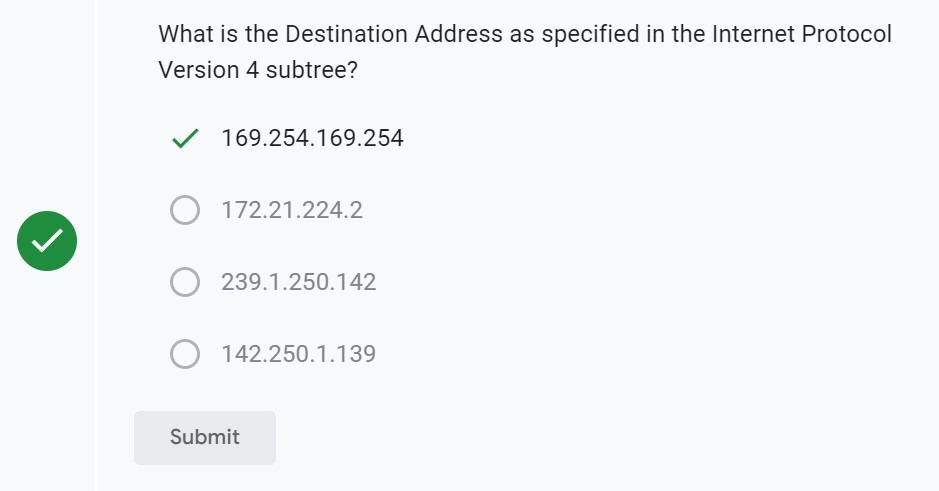 What is the Destination Address as specified in the Internet Protocol
Version 4 subtree?
169.254.169.254
172.21.224.2
239.1.250.142
142.250.1.139
Submit